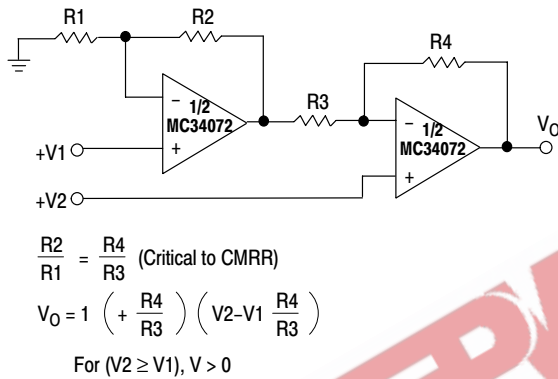 R1 R2
R3 R4
− 1/2 MC34072 +
− 1/2 MC34072 +
VO
+V1
+V2
R2/R1 = R4/R3 (Critical to CMRR)
VO = 1 ( + R4/R3 ) ( V2–V1 R4/R3 )
For (V2 ≥ V1), V > 0